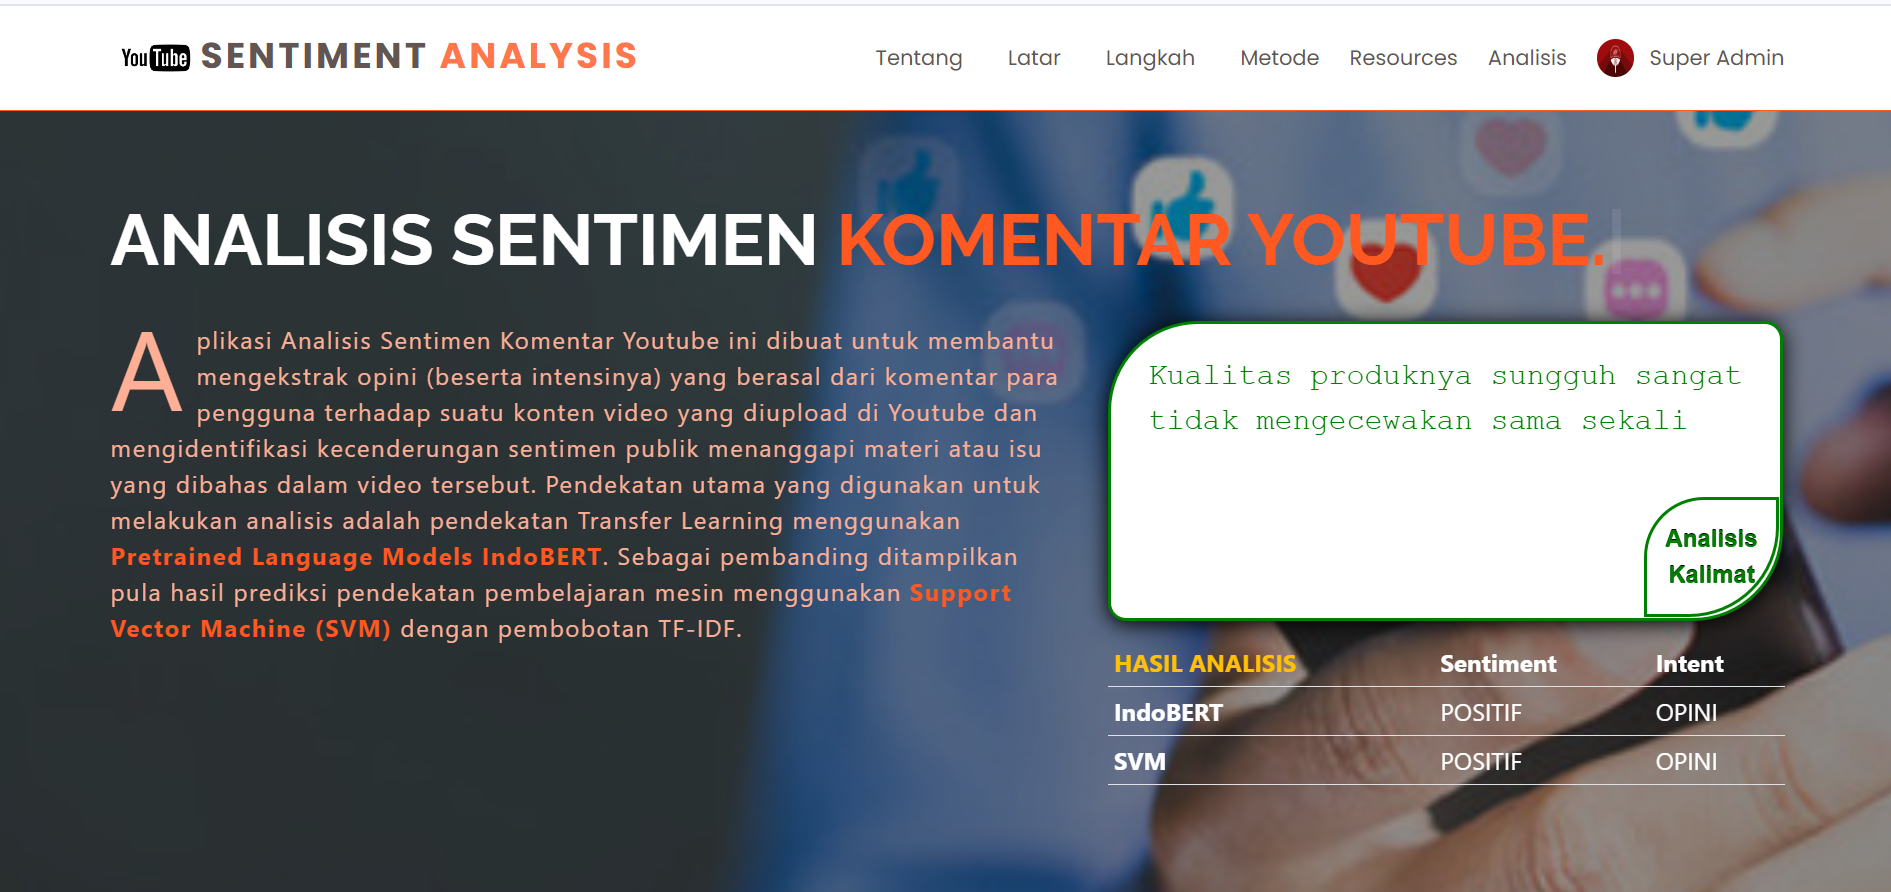 YouTube SENTIMENT ANALYSIS
Tentang Latar Langkah Metode Resources Analisis Super Admin
ANALISIS SENTIMEN KOMENTAR YOUTUBE.
Aplikasi Analisis Sentimen Komentar Youtube ini dibuat untuk membantu
mengekstrak opini (beserta intensinya) yang berasal dari komentar para
pengguna terhadap suatu konten video yang diupload di Youtube dan
mengidentifikasi kecenderungan sentimen publik menanggapi materi atau isu
yang dibahas dalam video tersebut. Pendekatan utama yang digunakan untuk
melakukan analisis adalah pendekatan Transfer Learning menggunakan
Pretrained Language Models IndoBERT. Sebagai pembanding ditampilkan
pula hasil prediksi pendekatan pembelajaran mesin menggunakan Support
Vector Machine (SVM) dengan pembobotan TF-IDF.
Kualitas produknya sungguh sangat
tidak mengecewakan sama sekali
Analisis
Kalimat
HASIL ANALISIS Sentiment Intent
IndoBERT POSITIF OPINI
SVM POSITIF OPINI